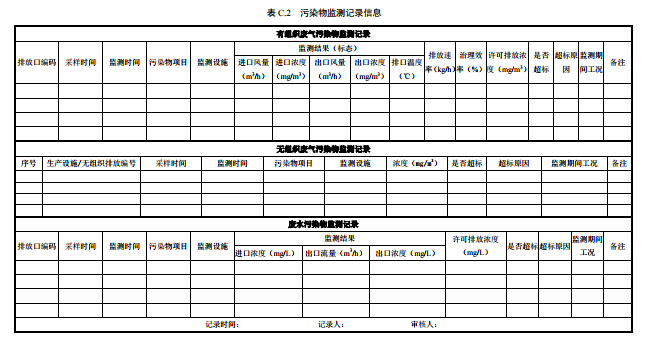 表 C.2 污染物监测记录信息
有组织废气污染物监测记录
排放口编码 采样时间 监测时间 污染物项目 监测设施 监测结果（标态） 排放速率（kg/h） 治理效率（%） 许可排放浓度（mg/m³） 是否超标 超标原因 监测期间工况 备注
进口风量（m³/h） 进口浓度（mg/m³） 出口风量（m³/h） 出口浓度（mg/m³） 排口温度（℃）
无组织废气污染物监测记录
序号 生产设施/无组织排放编号 采样时间 监测时间 污染物项目 监测设施 浓度（mg/m³） 是否超标 超标原因 监测期间工况 备注
废水污染物监测记录
排放口编码 采样时间 监测时间 污染物项目 监测设施 监测结果 许可排放浓度（mg/L） 是否超标 超标原因 监测期间工况 备注
进口浓度（mg/L） 出口流量（m³/h） 出口浓度（mg/L）
记录时间： 记录人： 审核人：